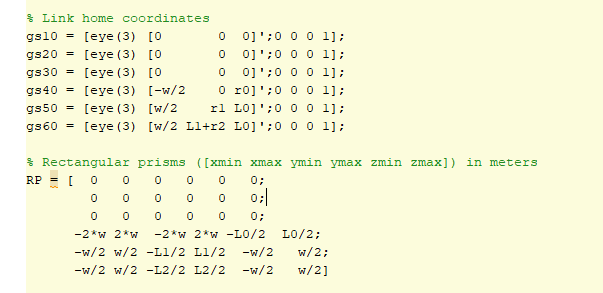 % Link home coordinates
gs10 = [eye(3) [0 0 0]';0 0 0 1];
gs20 = [eye(3) [0 0 0]';0 0 0 1];
gs30 = [eye(3) [0 0 0]';0 0 0 1];
gs40 = [eye(3) [-w/2 0 r0]';0 0 0 1];
gs50 = [eye(3) [w/2 r1 L0]';0 0 0 1];
gs60 = [eye(3) [w/2 L1+r2 L0]';0 0 0 1];
% Rectangular prisms ([xmin xmax ymin ymax zmin zmax]) in meters
RP = [ 0 0 0 0 0 0;
0 0 0 0 0 0;
0 0 0 0 0 0;
-2*w 2*w -2*w 2*w -L0/2 L0/2;
-w/2 w/2 -L1/2 L1/2 -w/2 w/2;
-w/2 w/2 -L2/2 L2/2 -w/2 w/2]